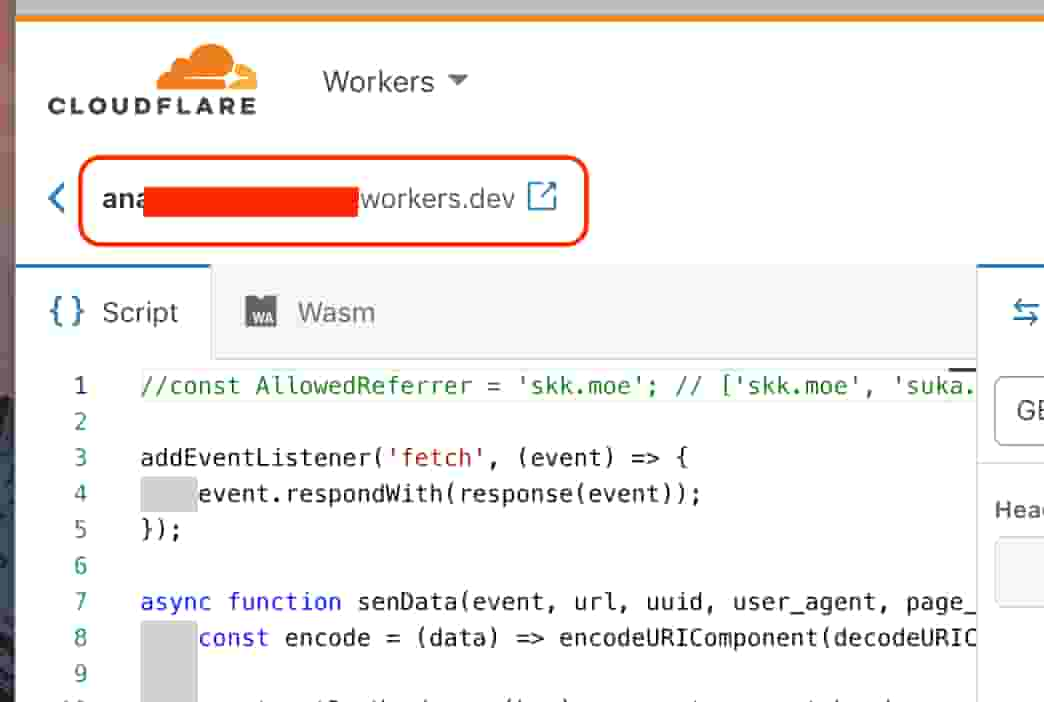 CLOUDFLARE
Workers
ana workers.dev
Script
WA
Wasm
1 //const AllowedReferrer = 'skk.moe'; // ['skk.moe', 'suka.
2
3 addEventListener('fetch', (event) => {
4 event.respondWith(response(event));
5 });
6
7 async function senData(event, url, uuid, user_agent, page_
8 const encode = (data) => encodeURIComponent(decodeURIC
9
GE
Head